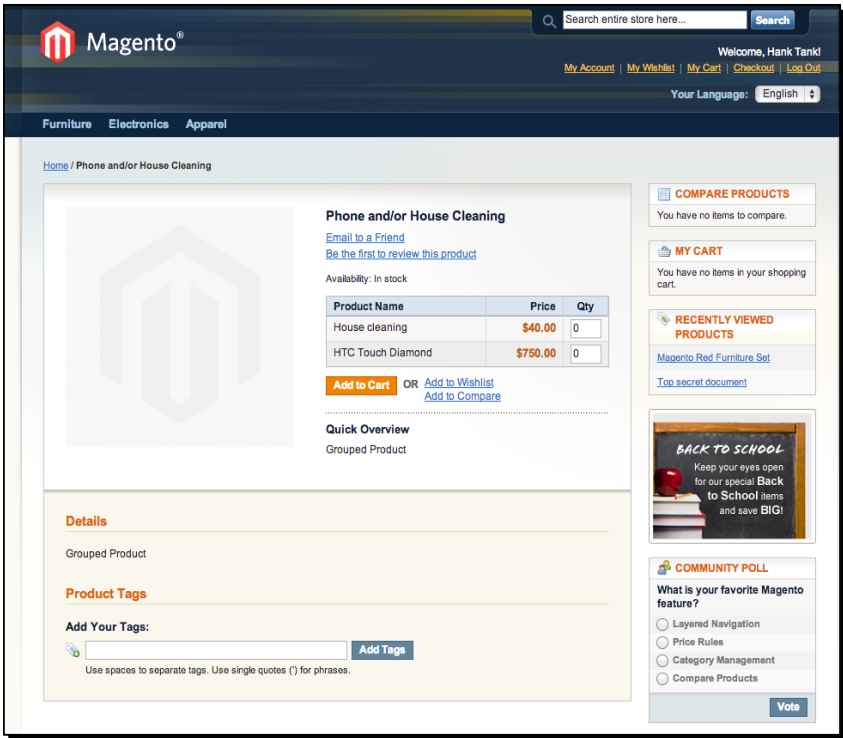 Search entire store here...
Search
Magento®
Welcome, Hank Tank!
My Account | My Wishlist | My Cart | Checkout | Log Out
Your Language: English
Furniture Electronics Apparel
Home / Phone and/or House Cleaning
Phone and/or House Cleaning
Email to a Friend
Be the first to review this product
Availability: In stock
Product Name Price Qty
House cleaning $40.00 0
HTC Touch Diamond $750.00 0
Add to Cart OR Add to Wishlist
Add to Compare
Quick Overview
Grouped Product
Details
Grouped Product
Product Tags
Add Your Tags:
Add Tags
Use spaces to separate tags. Use single quotes (') for phrases.
COMPARE PRODUCTS
You have no items to compare.
MY CART
You have no items in your shopping
cart.
RECENTLY VIEWED
PRODUCTS
Magento Red Furniture Set
Top secret document
BACK TO SCHOOL
Keep your eyes open
for our special Back
to School items
and save BIG!
COMMUNITY POLL
What is your favorite Magento
feature?
Layered Navigation
Price Rules
Category Management
Compare Products
Vote